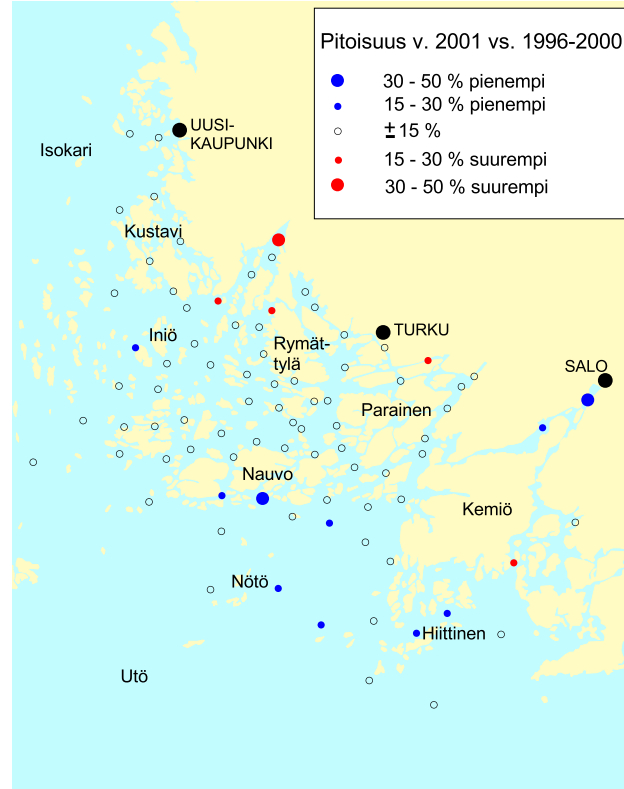 Pitoisuus v. 2001 vs. 1996-2000
30 - 50 % pienempi
15 - 30 % pienempi
± 15 %
15 - 30 % suurempi
30 - 50 % suurempi
UUSI-
KAUPUNKI
Isokari
Kustavi
Iniö
Rymät-
tylä
TURKU
SALO
Parainen
Nauvo
Kemiö
Nötö
Hiittinen
Utö